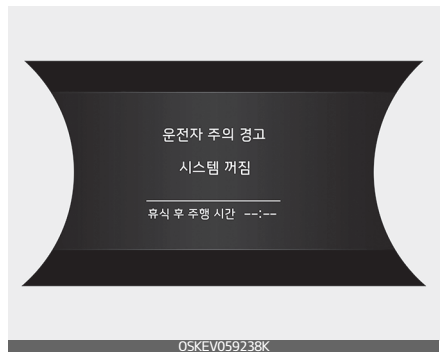 운전자 주의 경고
시스템 꺼짐
휴식 후 주행 시간 --:--
OSKEV059238K